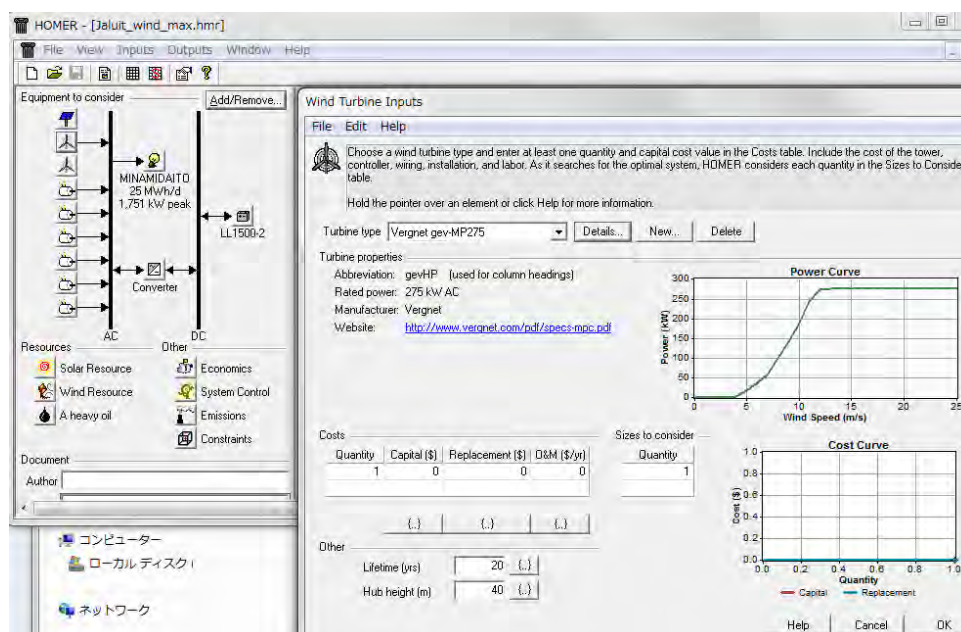 HOMER - [Jaluit_wind_max.hmr]
File View Inputs Outputs Window Help
Equipment to consider
Add/Remove...
MINAMIDAITO
25 MWh/d
1,751 kW peak
LL1500-2
Converter
AC
DC
Resources
Other
Solar Resource
Economics
Wind Resource
System Control
A heavy oil
Emissions
Constraints
Document
Author
コンピューター
ローカル ディスク (
ネットワーク
Wind Turbine Inputs
File Edit Help
Choose a wind turbine type and enter at least one quantity and capital cost value in the Costs table. Include the cost of the tower,
controller, wiring, installation, and labor. As it searches for the optimal system, HOMER considers each quantity in the Sizes to Conside
table.
Hold the pointer over an element or click Help for more information.
Turbine type
Vergnet gev-MP275
Details...
New...
Delete
Turbine properties
Abbreviation: gevHP (used for column headings)
Rated power: 275 kW AC
Manufacturer: Vergnet
Website: http://www.vergnet.com/pdf/specs-mpc.pdf
Power Curve
Power (kW)
300
250
200
150
100
50
0
0 5 10 15 20 25
Wind Speed (m/s)
Costs
Quantity Capital ($) Replacement ($) O&M ($/yr)
1 0 0 0
{..} {..} {..}
Sizes to consider
Quantity
1
Other
Lifetime (yrs) 20 {..}
Hub height (m) 40 {..}
Cost Curve
Cost ($)
1.0
0.8
0.6
0.4
0.2
0.0
0.0 0.2 0.4 0.6 0.8 1.0
Quantity
Capital Replacement
Help Cancel OK